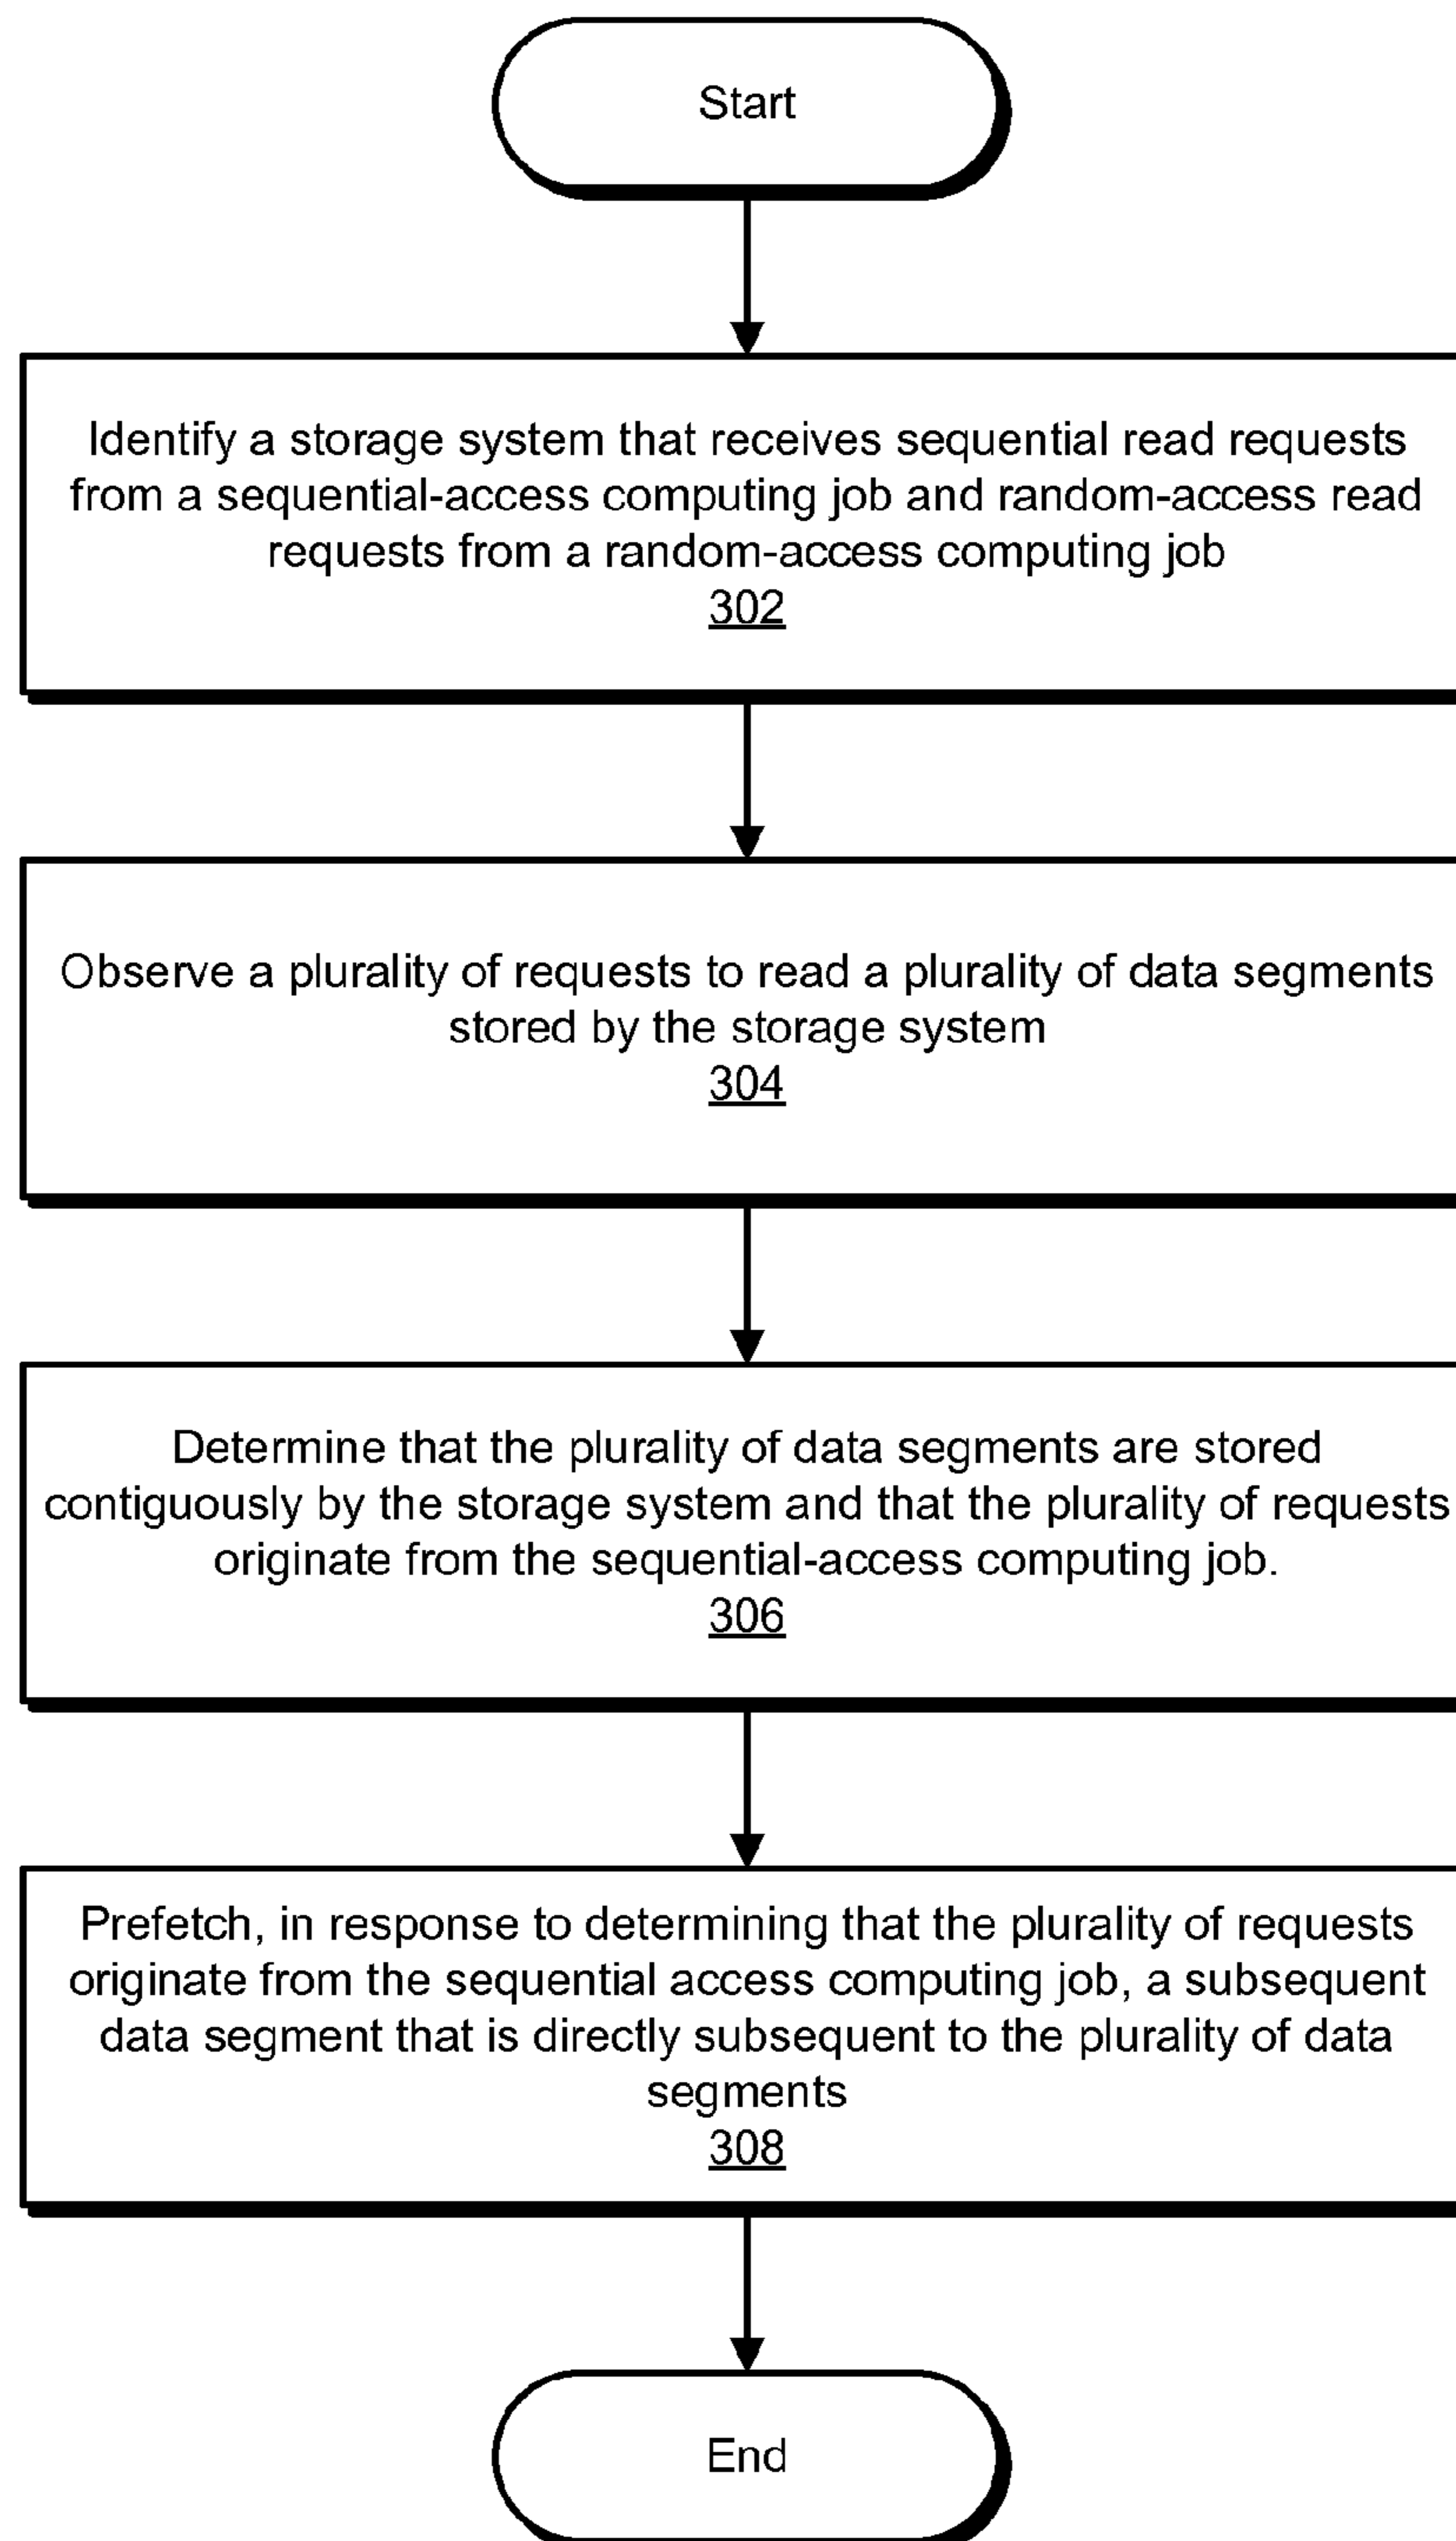 Start
Identify a storage system that receives sequential read requests
from a sequential-access computing job and random-access read
requests from a random-access computing job
302
Observe a plurality of requests to read a plurality of data segments
stored by the storage system
304
Determine that the plurality of data segments are stored
contiguously by the storage system and that the plurality of requests
originate from the sequential-access computing job.
306
Prefetch, in response to determining that the plurality of requests
originate from the sequential access computing job, a subsequent
data segment that is directly subsequent to the plurality of data
segments
308
End